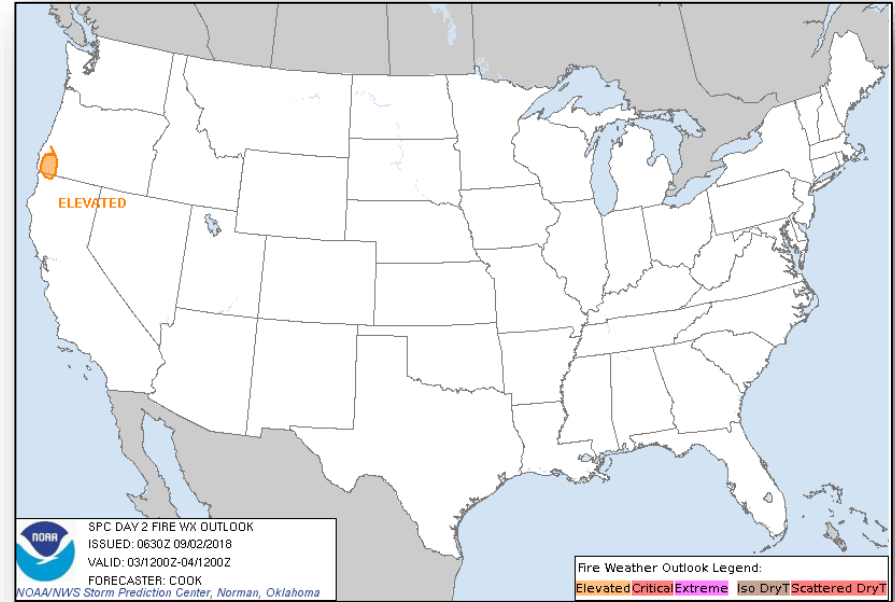 ELEVATED
NOAA
SPC DAY 2 FIRE WX OUTLOOK
ISSUED: 0630Z 09/02/2018
VALID: 03/1200Z-04/1200Z
FORECASTER: COOK
NOAA/NWS Storm Prediction Center, Norman, Oklahoma
Fire Weather Outlook Legend:
Elevated Critical Extreme Iso DryT Scattered DryT